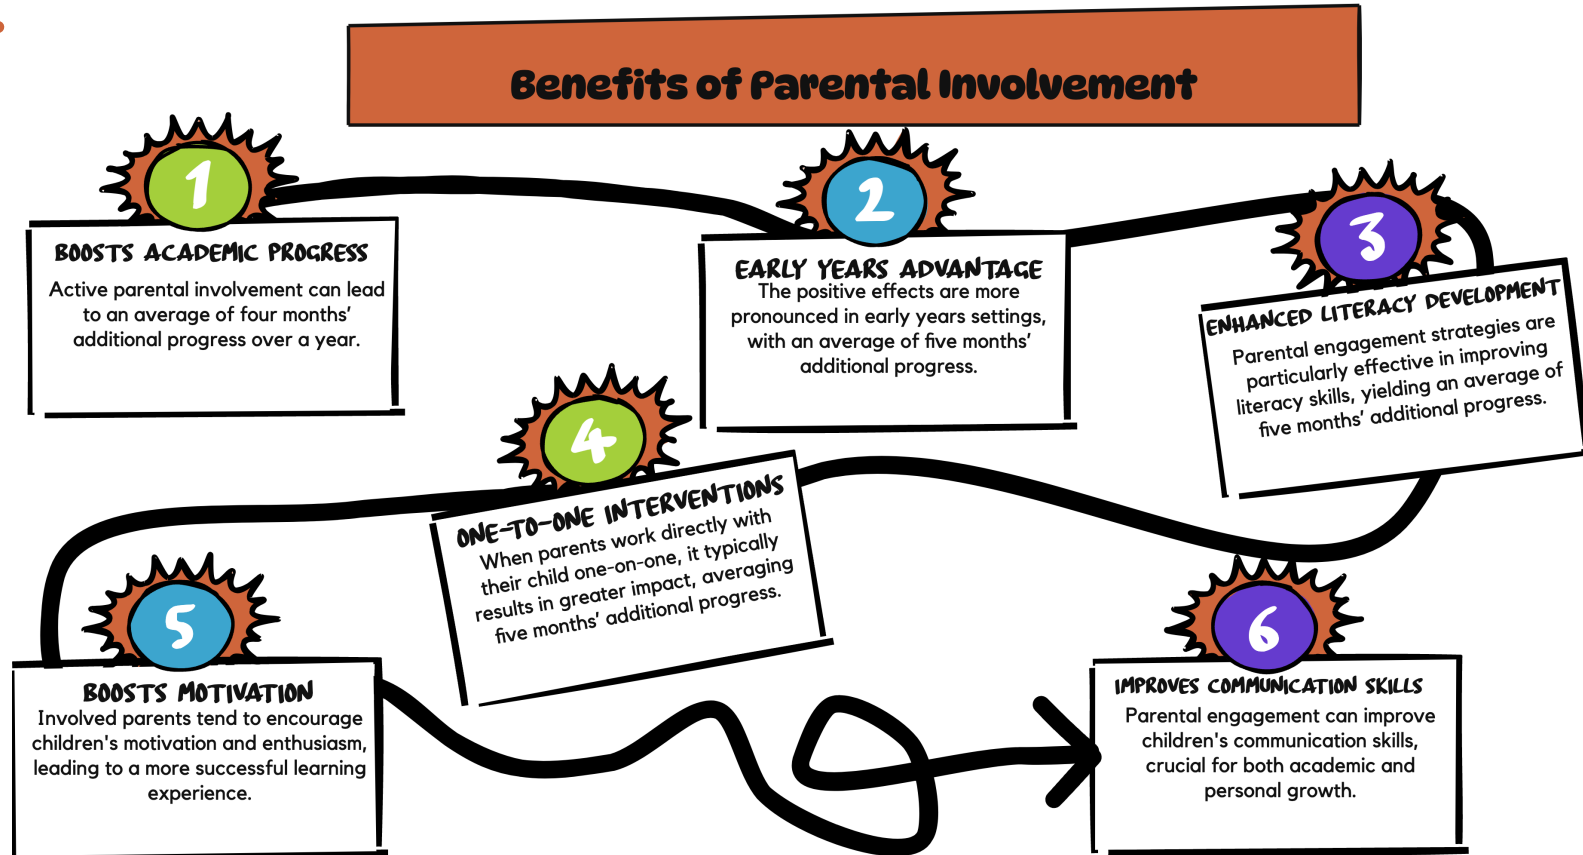 Benefits of Parental Involvement
1
BOOSTS ACADEMIC PROGRESS
Active parental involvement can lead
to an average of four months’
additional progress over a year.
2
EARLY YEARS ADVANTAGE
The positive effects are more
pronounced in early years settings,
with an average of five months’
additional progress.
3
ENHANCED LITERACY DEVELOPMENT
Parental engagement strategies are
particularly effective in improving
literacy skills, yielding an average of
five months’ additional progress.
4
ONE-TO-ONE INTERVENTIONS
When parents work directly with
their child one-on-one, it typically
results in greater impact, averaging
five months’ additional progress.
5
BOOSTS MOTIVATION
Involved parents tend to encourage
children's motivation and enthusiasm,
leading to a more successful learning
experience.
6
IMPROVES COMMUNICATION SKILLS
Parental engagement can improve
children's communication skills,
crucial for both academic and
personal growth.